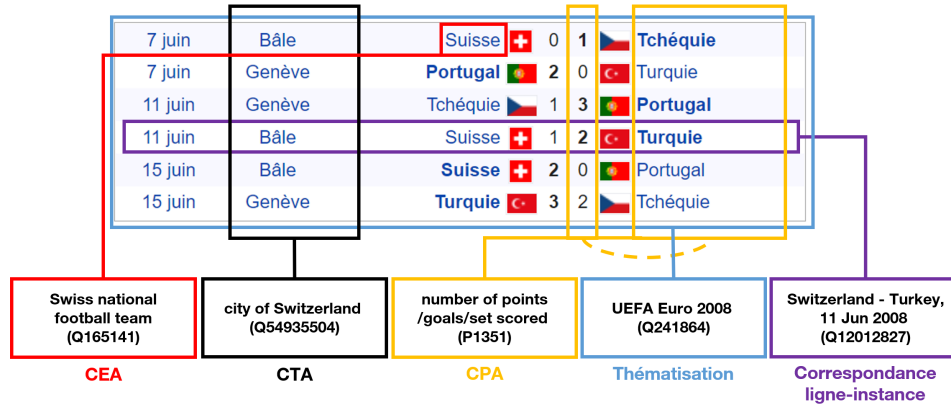 7 juin Bâle Suisse 0 1 Tchéquie
7 juin Genève Portugal 2 0 Turquie
11 juin Genève Tchéquie 1 3 Portugal
11 juin Bâle Suisse 1 2 Turquie
15 juin Bâle Suisse 2 0 Portugal
15 juin Genève Turquie 3 2 Tchéquie
Swiss national
football team
(Q165141)
CEA
city of Switzerland
(Q54935504)
CTA
number of points
/goals/set scored
(P1351)
CPA
UEFA Euro 2008
(Q241864)
Thématisation
Switzerland - Turkey,
11 Jun 2008
(Q12012827)
Correspondance
ligne-instance